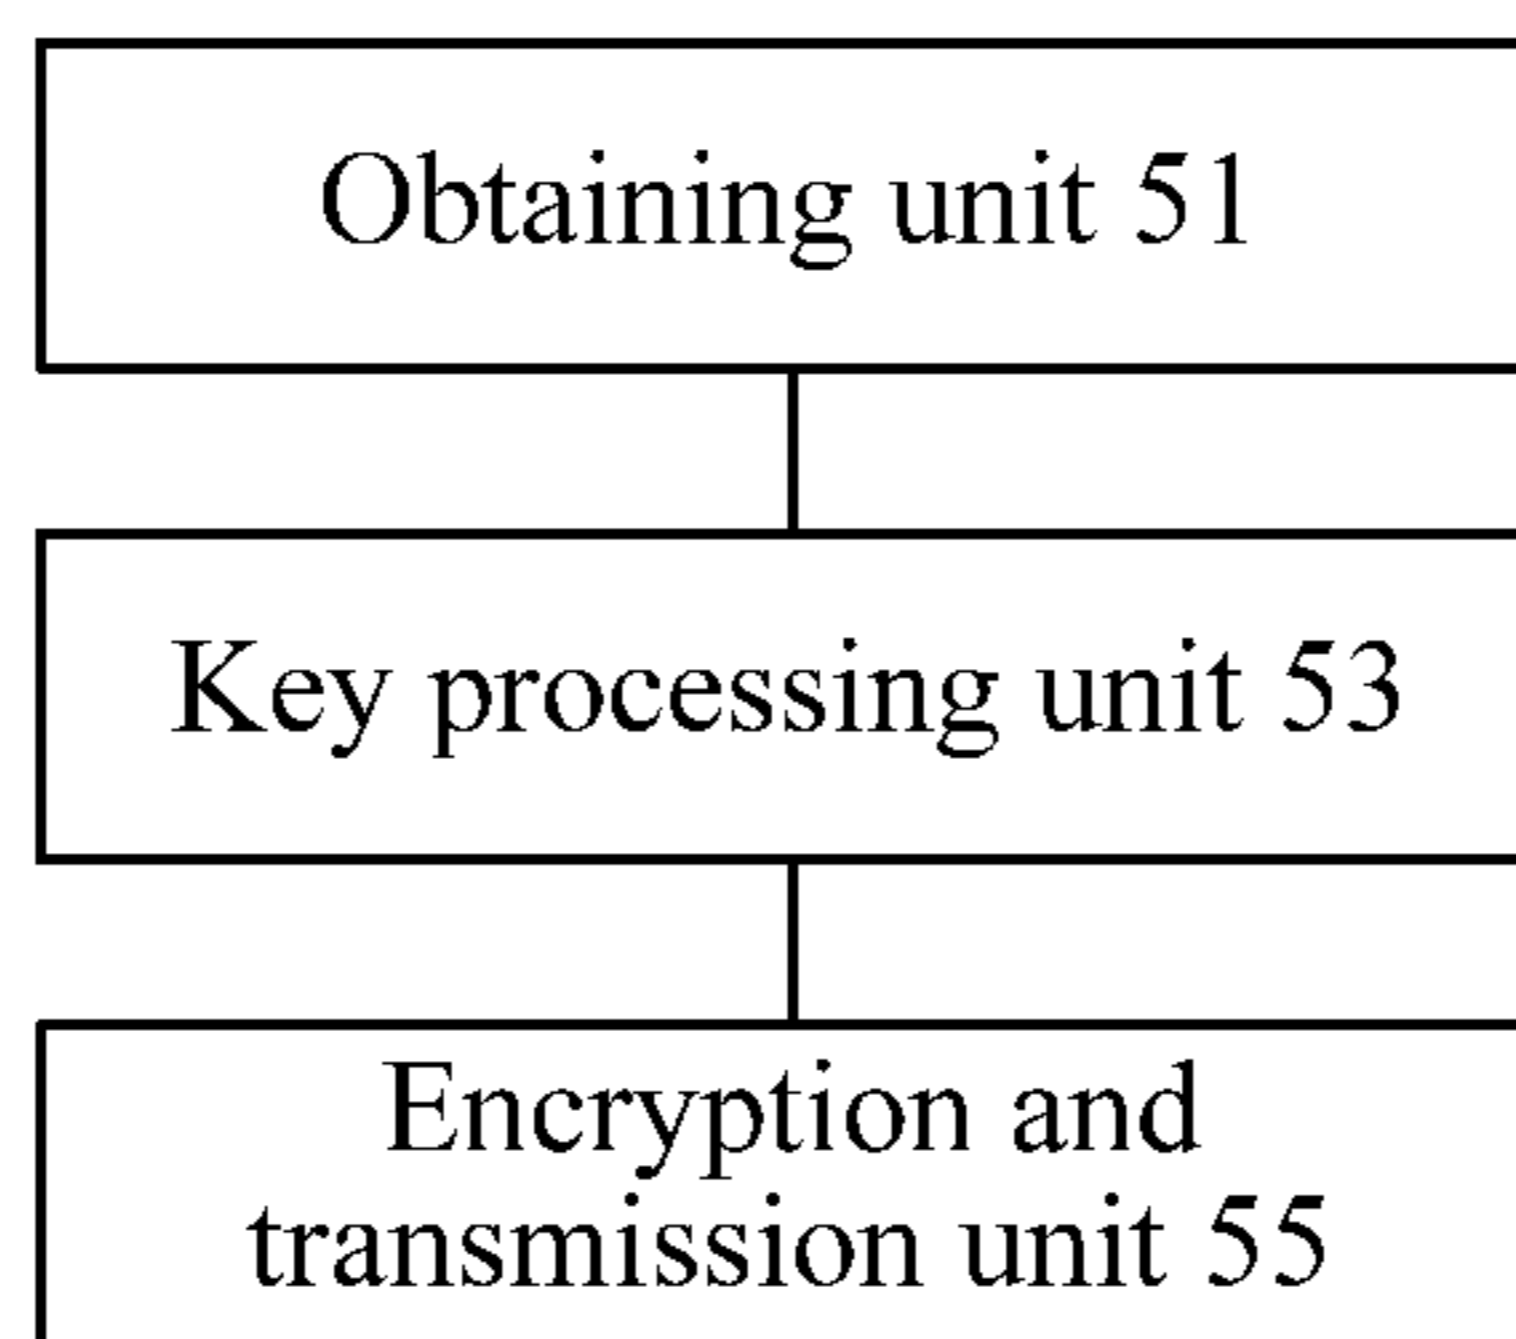 Obtaining unit 51
Key processing unit 53
Encryption and
transmission unit 55